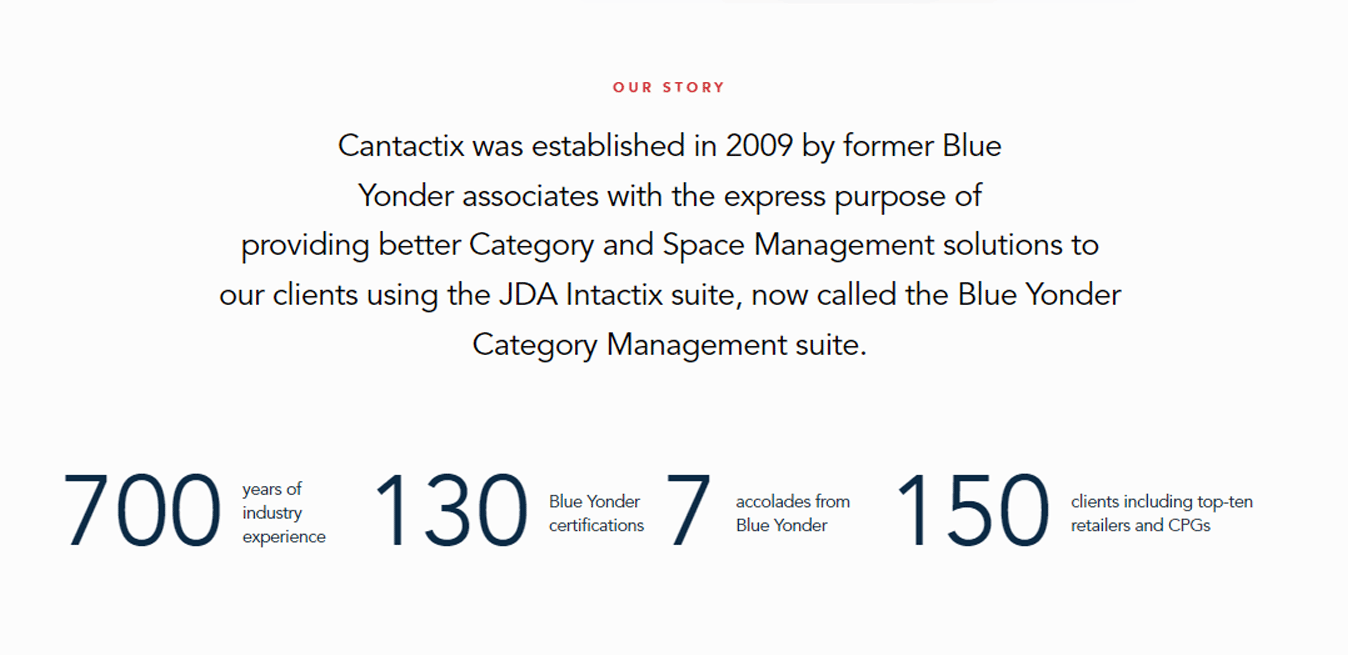 OUR STORY
Cantactix was established in 2009 by former Blue
Yonder associates with the express purpose of
providing better Category and Space Management solutions to
our clients using the JDA Intactix suite, now called the Blue Yonder
Category Management suite.
700
years of
industry
experience
130
Blue Yonder
certifications
7
accolades from
Blue Yonder
150
clients including top-ten
retailers and CPGs